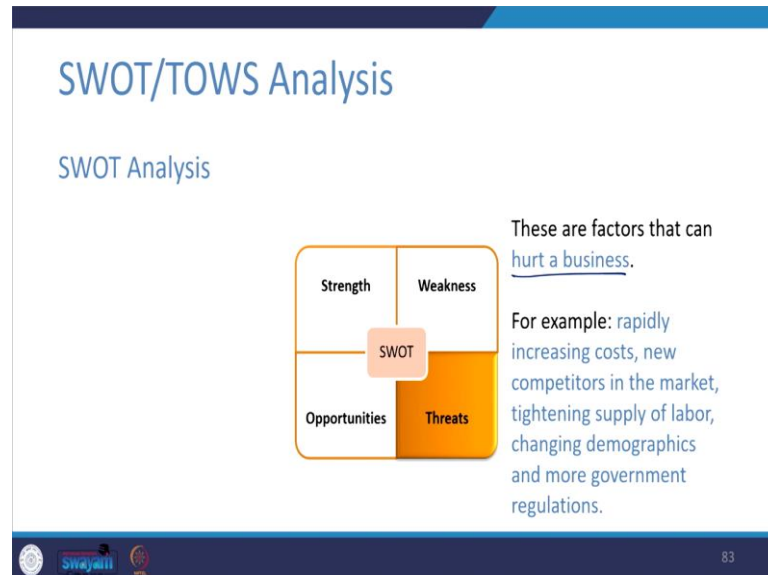 SWOT/TOWS Analysis
SWOT Analysis
These are factors that can
hurt a business.
For example: rapidly
increasing costs, new
competitors in the market,
tightening supply of labor,
changing demographics
and more government
regulations.
Strength
Weakness
SWOT
Opportunities
Threats
swayam
83